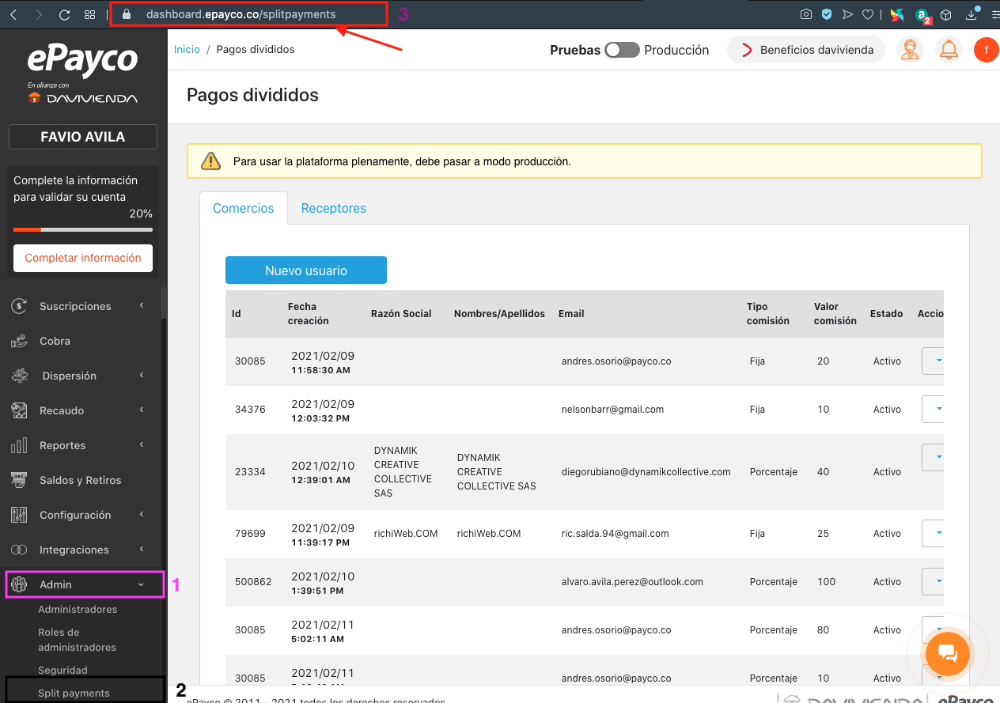 dashboard.epayco.co/splitpayments
3
a
2
ePayco
En alianza con
DAVIVIENDA
FAVIO AVILA
Complete la información
para validar su cuenta
20%
Completar información
$
Suscripciones
Cobra
Dispersión
Recaudo
Reportes
Saldos y Retiros
Configuración
Integraciones
Admin
1
Administradores
Roles de
administradores
Seguridad
Split payments
2
Inicio / Pagos divididos
Pruebas
Producción
Beneficios davivienda
f
Pagos divididos
Para usar la plataforma plenamente, debe pasar a modo producción.
Comercios
Receptores
Nuevo usuario
Id Fecha creación Razón Social Nombres/Apellidos Email Tipo comisión Valor comisión Estado Accio
30085 2021/02/09 11:58:30 AM andres.osorio@payco.co Fija 20 Activo
34376 2021/02/09 12:03:32 PM nelsonbarr@gmail.com Fija 10 Activo
23334 2021/02/10 12:39:01 AM DYNAMIK CREATIVE COLLECTIVE SAS DYNAMIK CREATIVE COLLECTIVE SAS diegorubiano@dynamikcollective.com Porcentaje 40 Activo
79699 2021/02/09 11:39:17 PM richiWeb.COM richiWeb.COM ric.salda.94@gmail.com Fija 25 Activo
500862 2021/02/10 1:39:51 PM alvaro.avila.perez@outlook.com Porcentaje 100 Activo
30085 2021/02/11 5:02:11 AM andres.osorio@payco.co Porcentaje 80 Activo
30085 2021/02/11 andres.osorio@payco.co Porcentaje 10 Activo
ePayco © 2011 - 2021 todos los derechos reservados.
DAVIVIENDA
ePayco